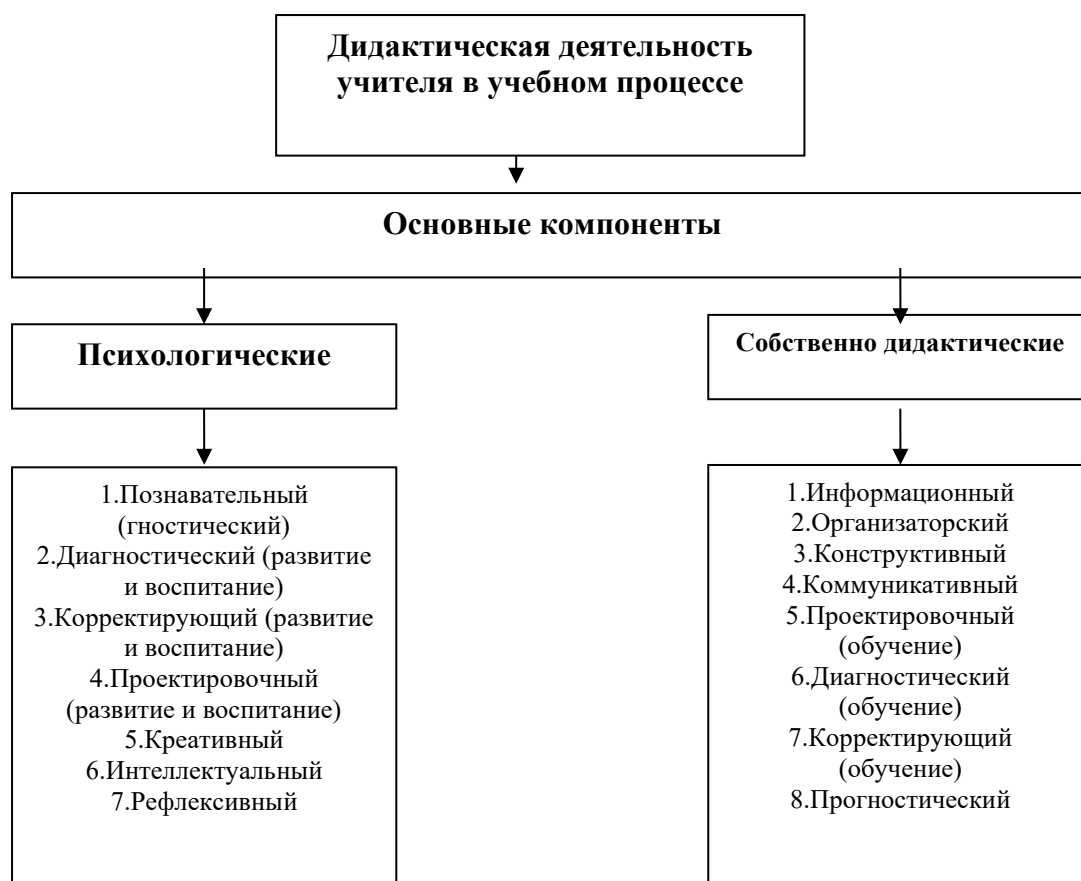 Дидактическая деятельность
учителя в учебном процессе
Основные компоненты
Психологические
Собственно дидактические
1.Познавательный
(гностический)
2.Диагностический (развитие
и воспитание)
3.Корректирующий (развитие
и воспитание)
4.Проектировочный
(развитие и воспитание)
5.Креативный
6.Интеллектуальный
7.Рефлексивный
1.Информационный
2.Организаторский
3.Конструктивный
4.Коммуникативный
5.Проектировочный
(обучение)
6.Диагностический
(обучение)
7.Корректирующий
(обучение)
8.Прогностический